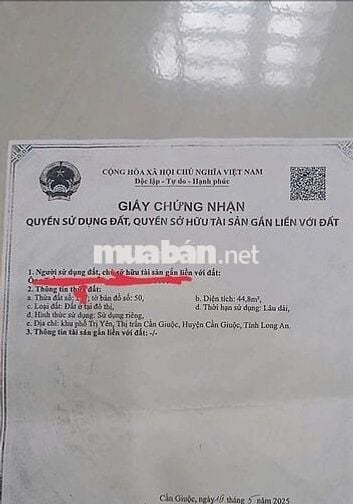 CỘNG HÒA XÃ HỘI CHỦ NGHĨA VIỆT NAM
Độc lập - Tự do - Hạnh phúc
GIẤY CHỨNG NHẬN
QUYỀN SỬ DỤNG ĐẤT, QUYỀN SỞ HỮU TÀI SẢN GẮN LIỀN VỚI ĐẤT
muaban.net
1. Người sử dụng đất, chủ sở hữu tài sản gắn liền với đất:
2. Thông tin thửa đất:
a. Thửa đất số: tờ bản đồ số: 50,
b. Diện tích: 44,8m²,
c. Loại đất: Đất ở tại đô thị,
d. Thời hạn sử dụng: Lâu dài,
đ. Hình thức sử dụng: Sử dụng riêng,
e. Địa chỉ: khu phố Trị Yên, Thị trấn Cần Giuộc, Huyện Cần Giuộc, Tỉnh Long An.
3. Thông tin tài sản gắn liền với đất: -/-
Cần Giuộc, ngày tháng 5 năm 2025